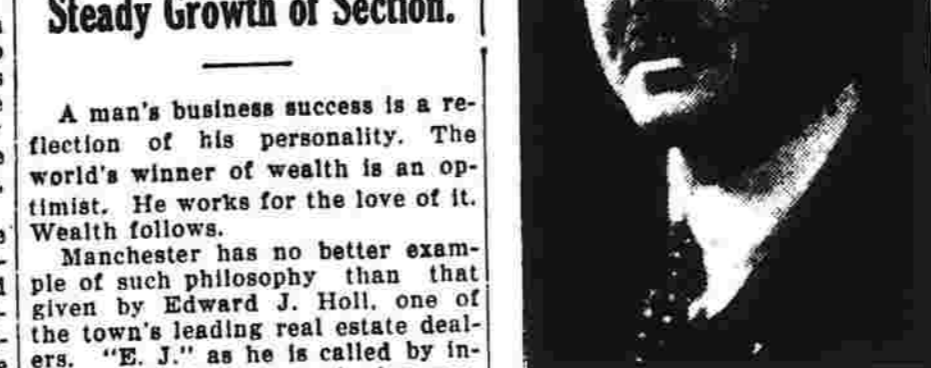 Steady Growth of Section.
A man's business success is a re-
flection of his personality. The
world's winner of wealth is an op-
timist. He works for the love of it.
Wealth follows.
Manchester has no better exam-
ple of such philosophy than that
given by Edward J. Holl, one of
the town's leading real estate deal-
ers. "E. J." as he is called by in-